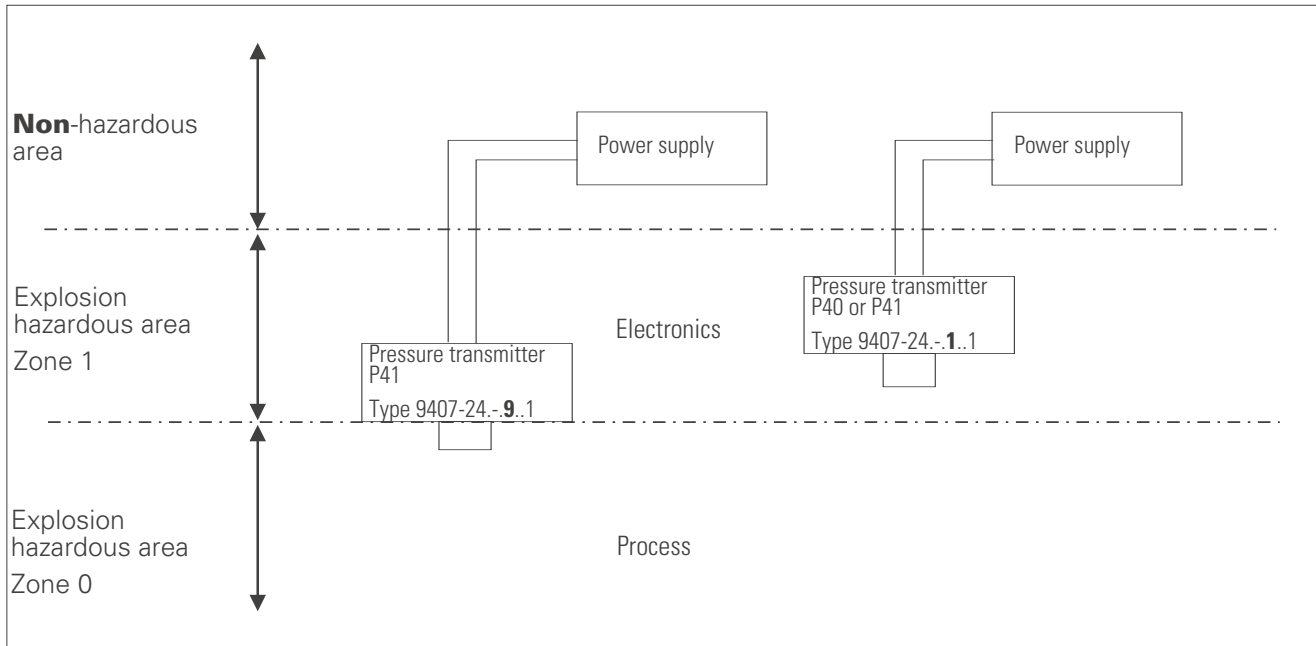 Non-hazardous
area
Power supply
Power supply
Explosion
hazardous area
Zone 1
Electronics
Pressure transmitter
P40 or P41
Type 9407-24.-.1..1
Pressure transmitter
P41
Type 9407-24.-.9..1
Explosion
hazardous area
Zone 0
Process